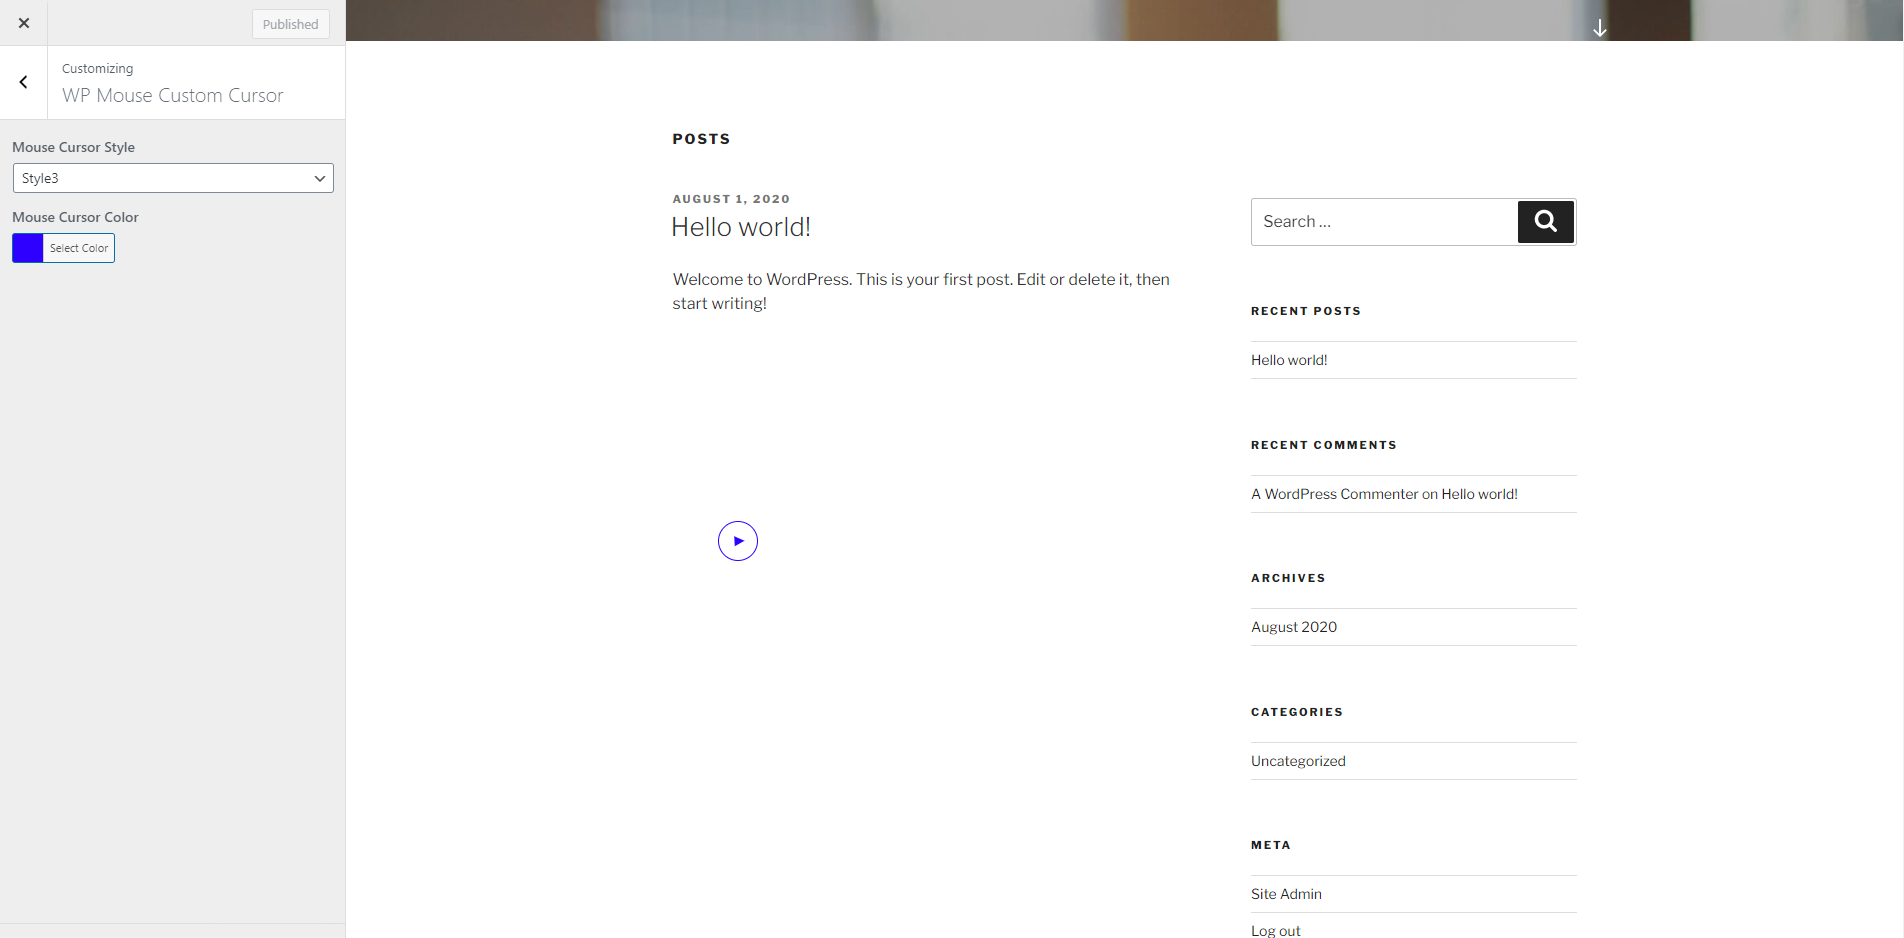 Published
Customizing
WP Mouse Custom Cursor
Mouse Cursor Style
Style3
Mouse Cursor Color
Select Color
POSTS
AUGUST 1, 2020
Hello world!
Welcome to WordPress. This is your first post. Edit or delete it, then
start writing!
Search …
RECENT POSTS
Hello world!
RECENT COMMENTS
A WordPress Commenter on Hello world!
ARCHIVES
August 2020
CATEGORIES
Uncategorized
META
Site Admin
Log out